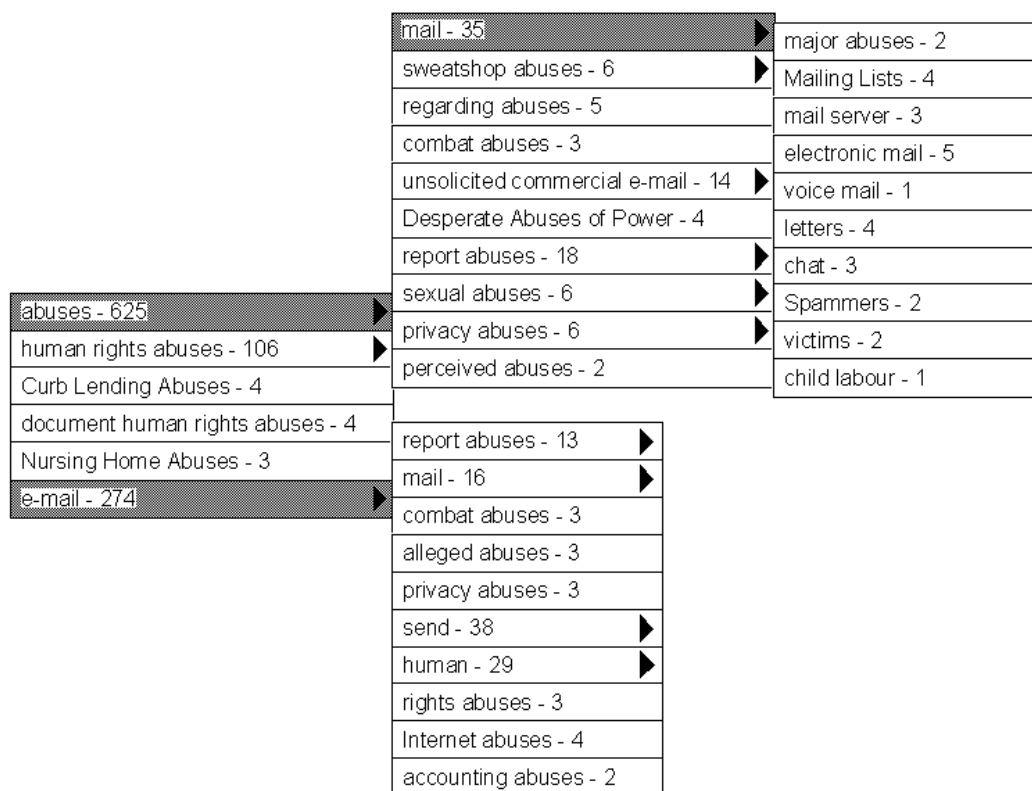 abuses - 625
human rights abuses - 106
Curb Lending Abuses - 4
document human rights abuses - 4
Nursing Home Abuses - 3
e-mail - 274
mail - 35
sweatshop abuses - 6
regarding abuses - 5
combat abuses - 3
unsolicited commercial e-mail - 14
Desperate Abuses of Power - 4
report abuses - 18
sexual abuses - 6
privacy abuses - 6
perceived abuses - 2
major abuses - 2
Mailing Lists - 4
mail server - 3
electronic mail - 5
voice mail - 1
letters - 4
chat - 3
Spammers - 2
victims - 2
child labour - 1
report abuses - 13
mail - 16
combat abuses - 3
alleged abuses - 3
privacy abuses - 3
send - 38
human - 29
rights abuses - 3
Internet abuses - 4
accounting abuses - 2